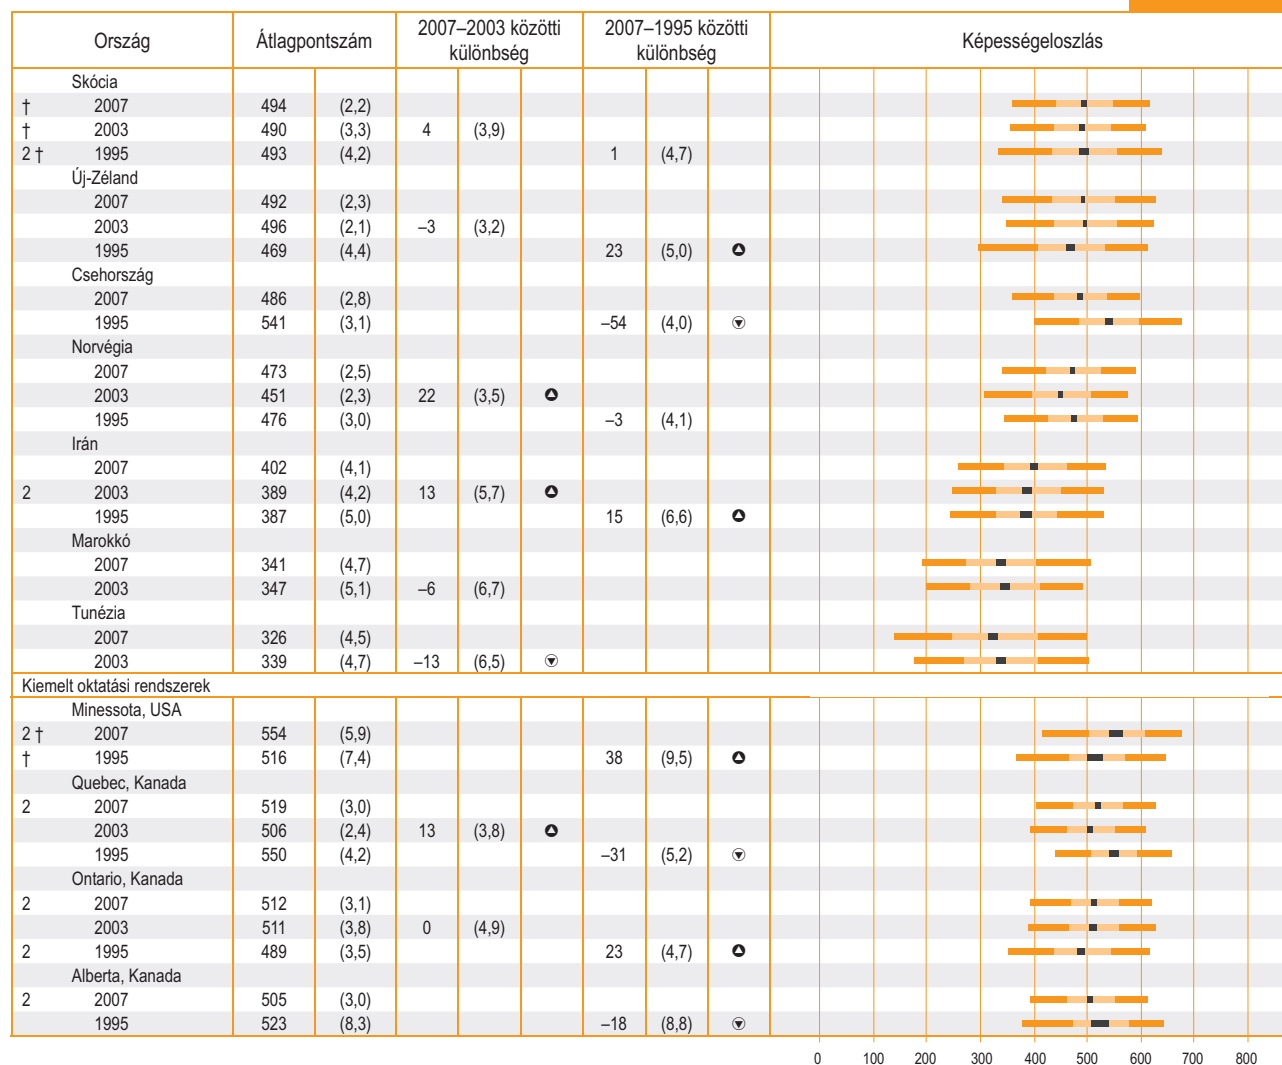 Ország Átlagpontszám 2007–2003 közötti különbség 2007–1995 közötti különbség Képességeloszlás
Skócia
† 2007 494 (2,2)
† 2003 490 (3,3) 4 (3,9)
2 † 1995 493 (4,2) 1 (4,7)
Új-Zéland
2007 492 (2,3)
2003 496 (2,1) –3 (3,2)
1995 469 (4,4) 23 (5,0)
Csehország
2007 486 (2,8)
1995 541 (3,1) –54 (4,0)
Norvégia
2007 473 (2,5)
2003 451 (2,3) 22 (3,5)
1995 476 (3,0) –3 (4,1)
Irán
2007 402 (4,1)
2 2003 389 (4,2) 13 (5,7)
1995 387 (5,0) 15 (6,6)
Marokkó
2007 341 (4,7)
2003 347 (5,1) –6 (6,7)
Tunézia
2007 326 (4,5)
2003 339 (4,7) –13 (6,5)
Kiemelt oktatási rendszerek
Minessota, USA
2 † 2007 554 (5,9)
† 1995 516 (7,4) 38 (9,5)
Quebec, Kanada
2 2007 519 (3,0)
2003 506 (2,4) 13 (3,8)
1995 550 (4,2) –31 (5,2)
Ontario, Kanada
2 2007 512 (3,1)
2003 511 (3,8) 0 (4,9)
2 1995 489 (3,5) 23 (4,7)
Alberta, Kanada
2 2007 505 (3,0)
1995 523 (8,3) –18 (8,8)
0 100 200 300 400 500 600 700 800